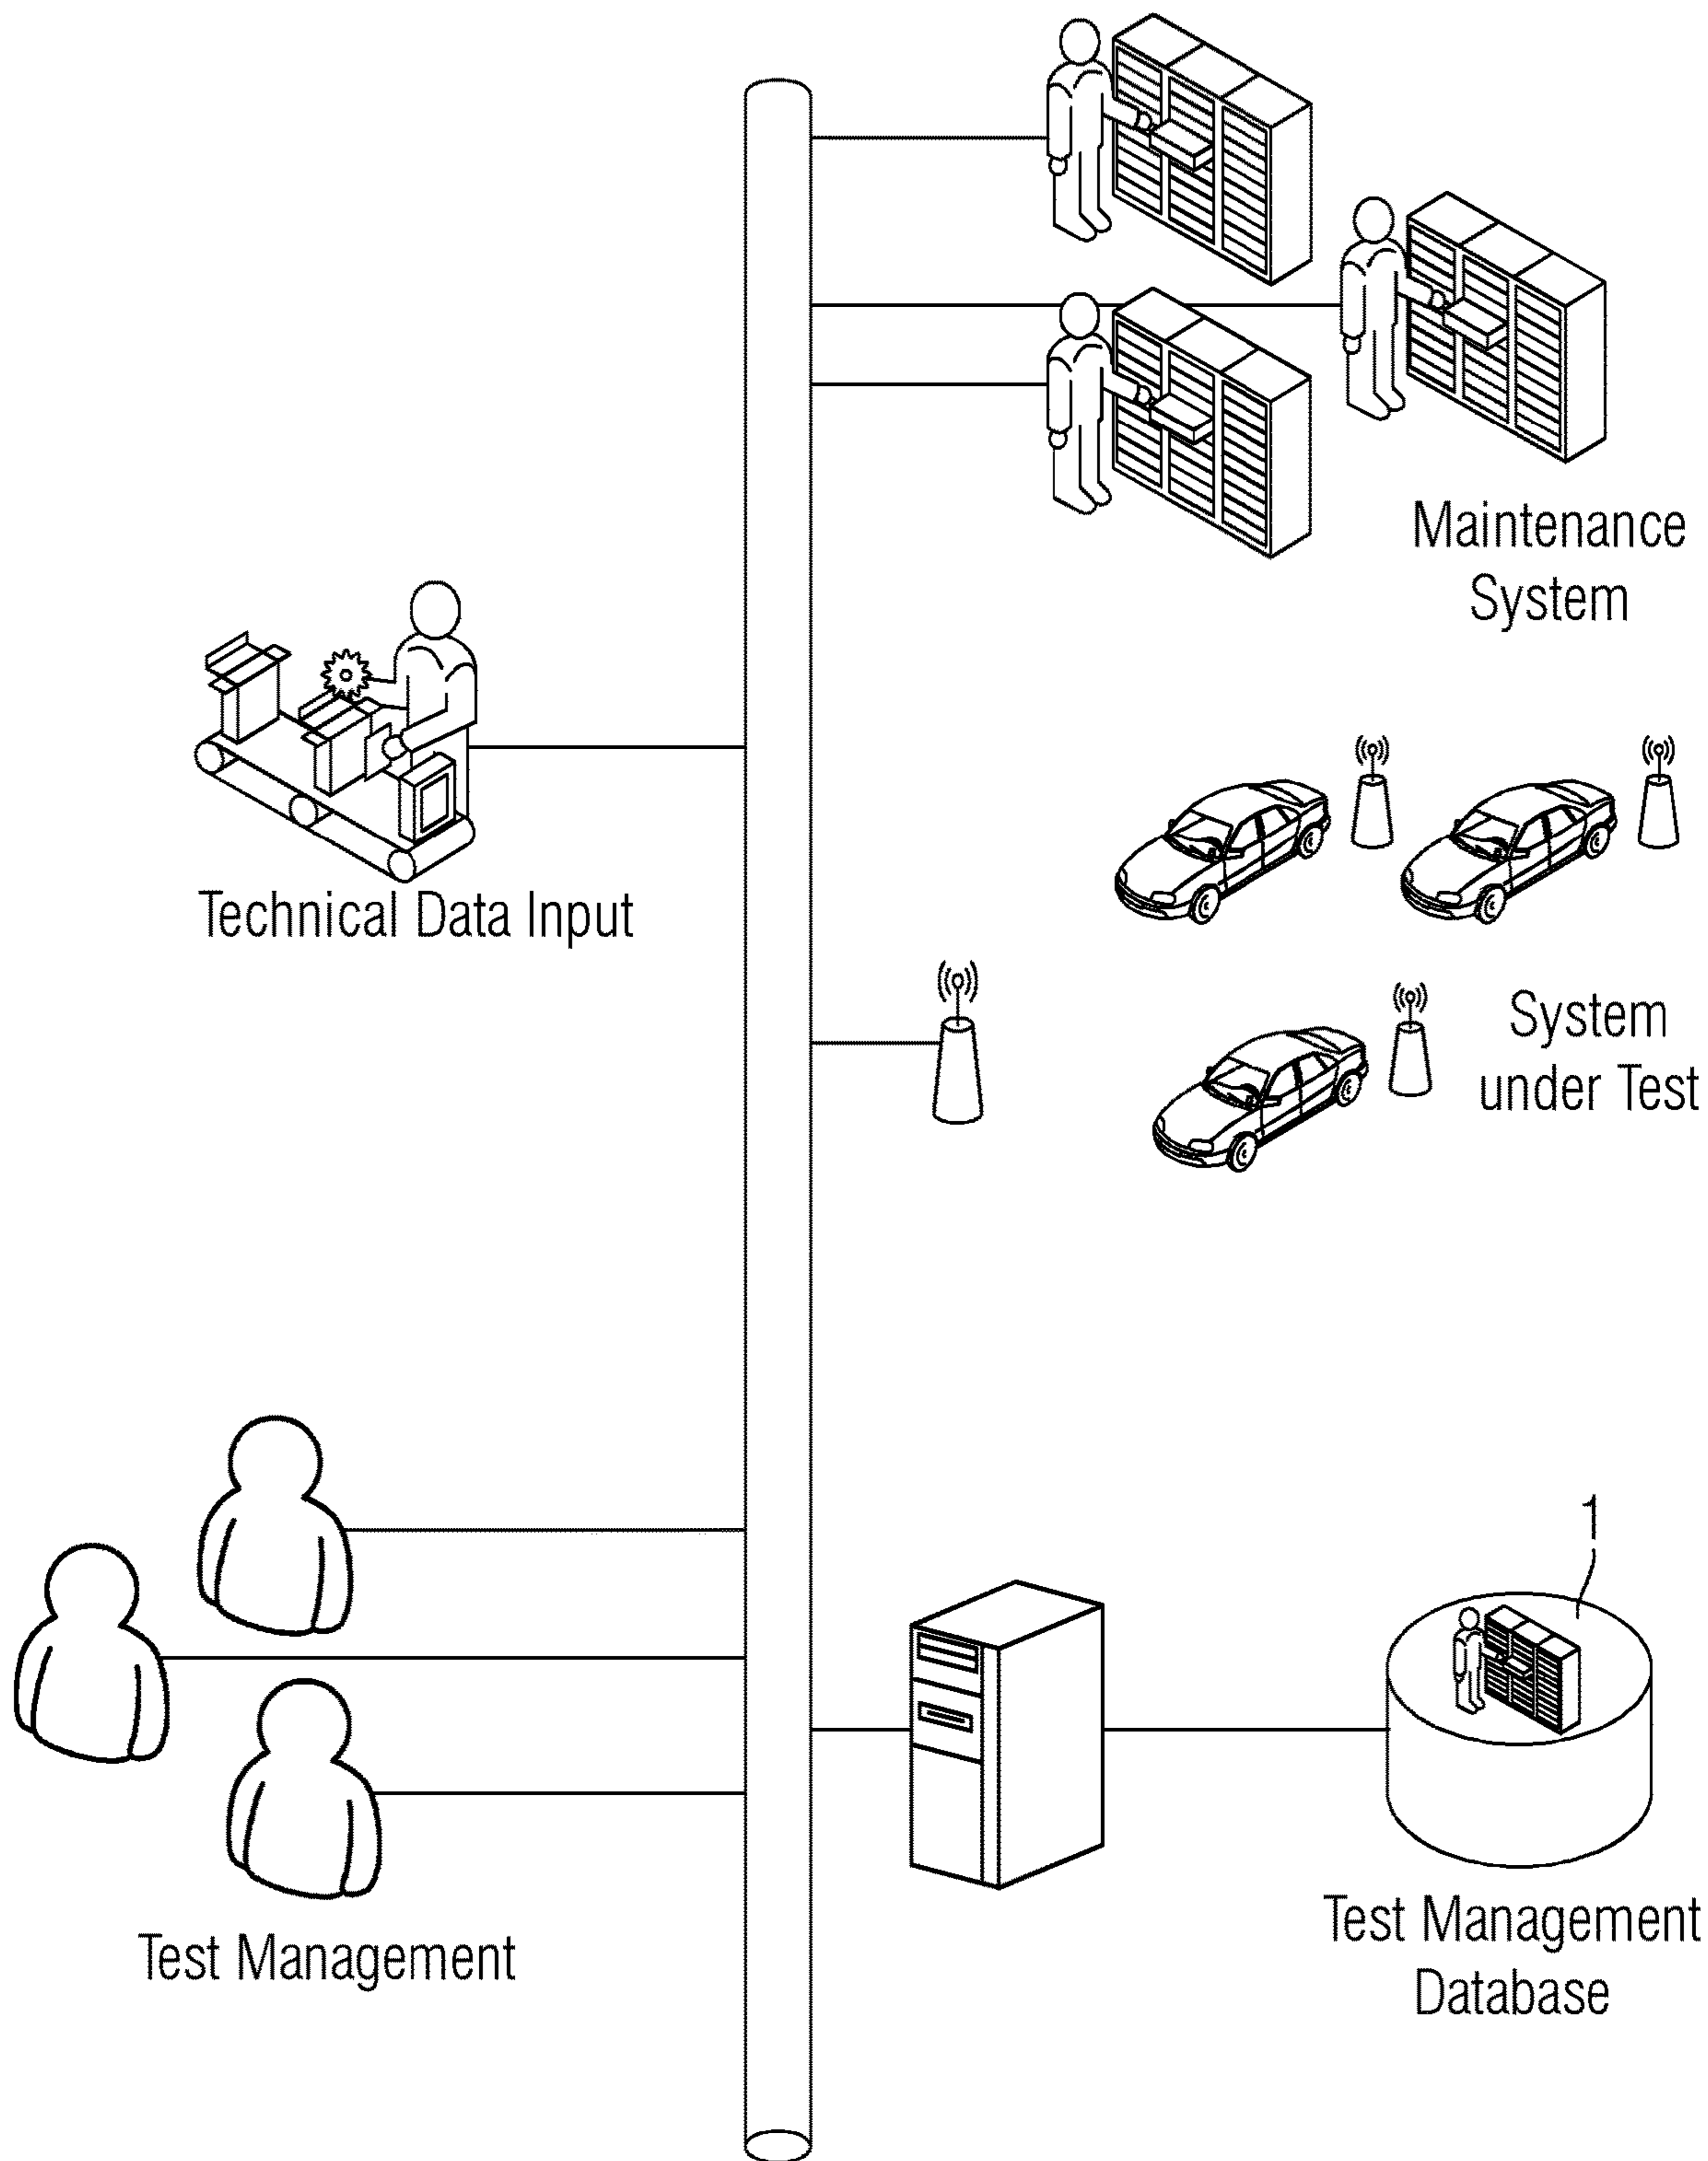 Maintenance
System
Technical Data Input
System
under Test
1
Test Management
Test Management
Database